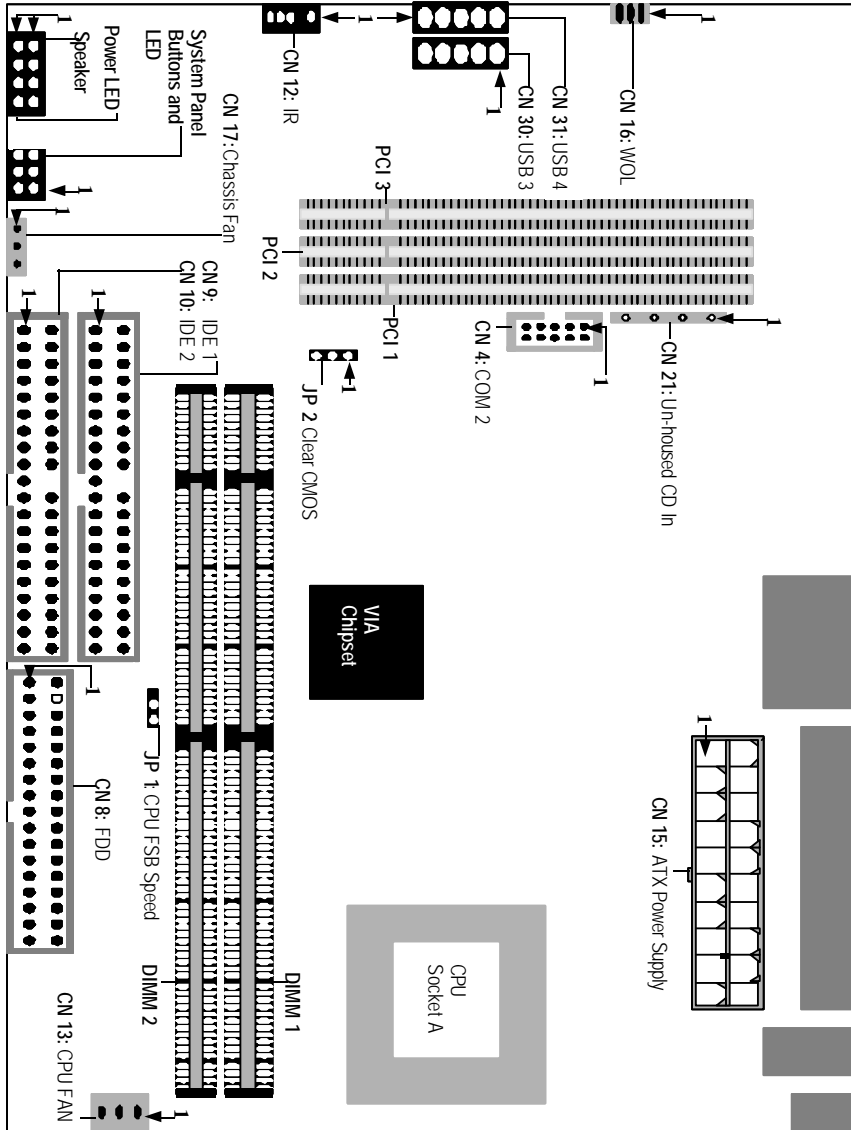 1
1
1
Speaker
Power LED
System Panel
Buttons and
LED
CN 12: IR
CN 30: USB 3
CN 31: USB 4
1
CN 16: WOL
1
1
1
CN 17: Chassis Fan
PCI 3
PCI 2
PCI 1
CN 9: IDE 1
CN 10: IDE 2
1
1
JP 2 Clear CMOS
1
CN 4: COM 2
1
CN 21: Un-housed CD In
1
VIA
Chipset
1
JP 1: CPU FSB Speed
CN 8: FDD
1
CN 15: ATX Power Supply
CPU
Socket A
DIMM 1
DIMM 2
CN 13: CPU FAN
1